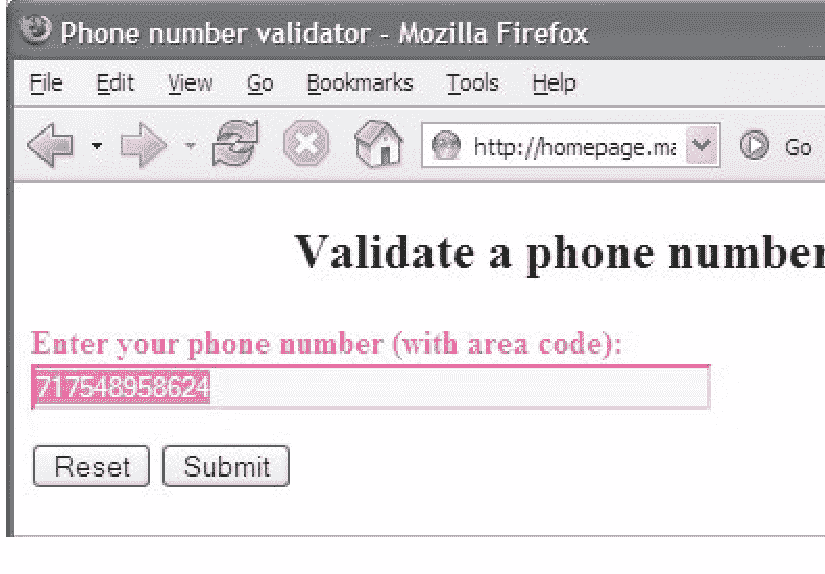 Phone number validator - Mozilla Firefox
File Edit View Go Bookmarks Tools Help
http://homepage.ma Go
Validate a phone number
Enter your phone number (with area code):
717548958624
Reset Submit